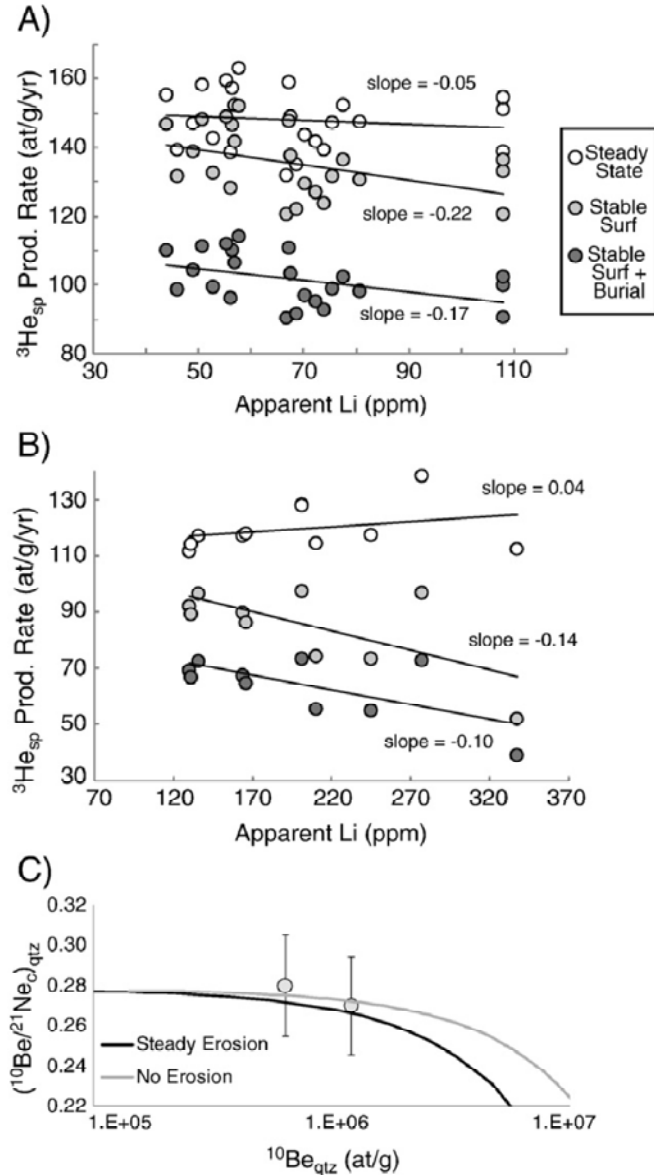 A)
³Heₛₚ Prod. Rate (at/g/yr)
160
140
120
100
80
30
50
70
90
110
Apparent Li (ppm)
slope = -0.05
slope = -0.22
slope = -0.17
Steady
State
Stable
Surf
Stable
Surf +
Burial
B)
³Heₛₚ Prod. Rate (at/g/yr)
130
110
90
70
50
30
70
120
170
220
270
320
370
Apparent Li (ppm)
slope = 0.04
slope = -0.14
slope = -0.10
C)
(¹⁰Be/²¹Ne_c)_qtz
0.32
0.30
0.28
0.26
0.24
0.22
Steady Erosion
No Erosion
1.E+05
1.E+06
1.E+07
¹⁰Be_qtz (at/g)